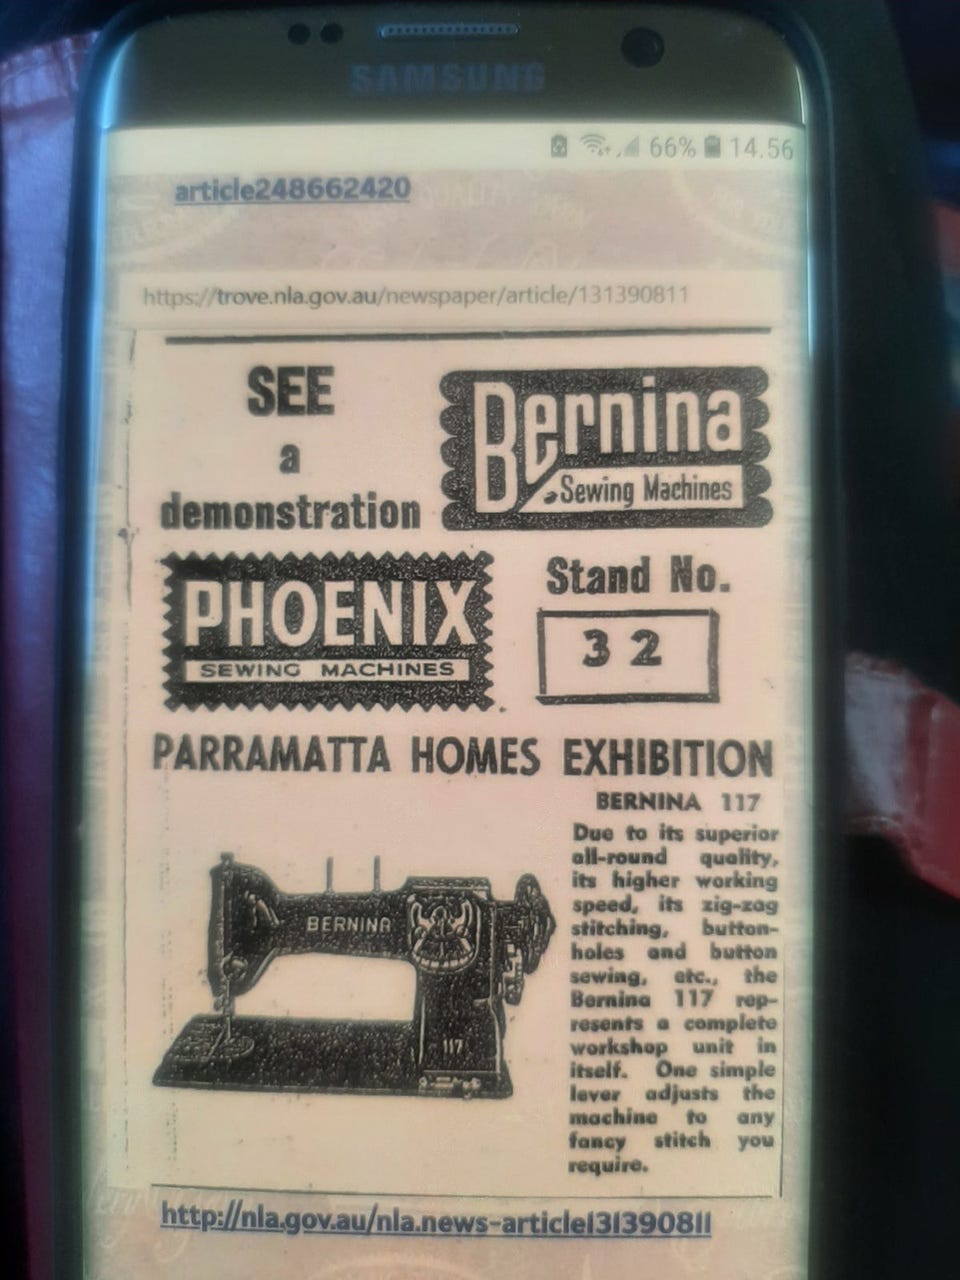 SAMSUNG
66% 14.56
article248662420
https://trove.nla.gov.au/newspaper/article/131390811
SEE
a
demonstration
Bernina
Sewing Machines
PHOENIX
SEWING MACHINES
Stand No.
32
PARRAMATTA HOMES EXHIBITION
BERNINA 117
Due to its superior
all-round quality,
its higher working
speed, its zig-zag
stitching, button-
holes and button
sewing, etc., the
Bernina 117 rep-
resents a complete
workshop unit in
itself. One simple
lever adjusts the
machine to any
fancy stitch you
require.
BERNINA
117
http://nla.gov.au/nla.news-article131390811